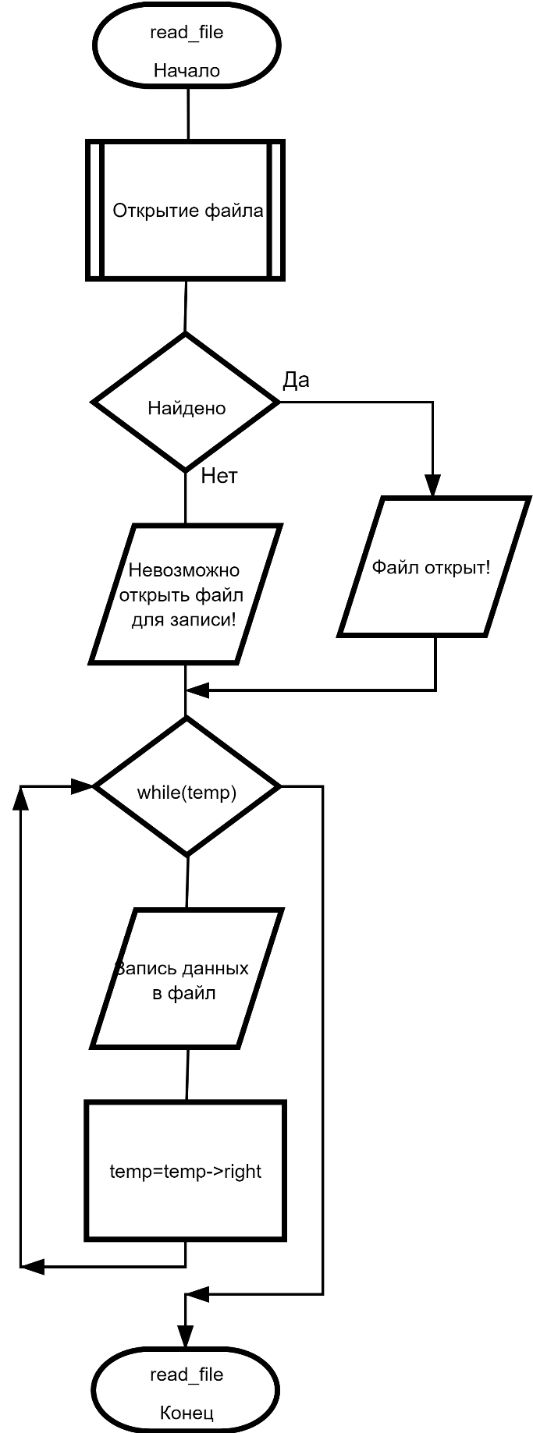 read_file
Начало
Открытие файла
Да
Найдено
Нет
Невозможно
открыть файл
для записи!
Файл открыт!
while(temp)
Запись данных
в файл
temp=temp->right
read_file
Конец